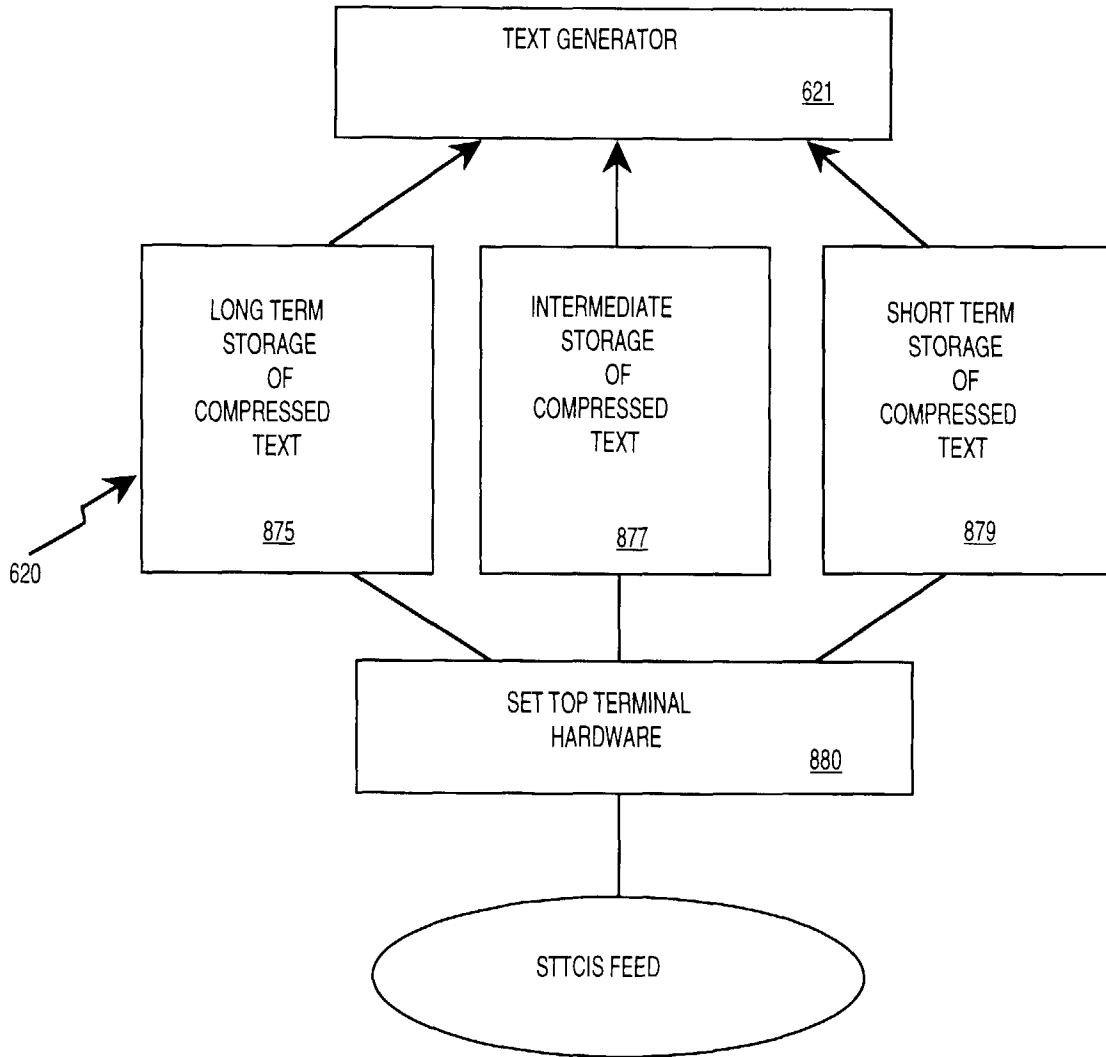 TEXT GENERATOR
621
LONG TERM
STORAGE
OF
COMPRESSED
TEXT
875
INTERMEDIATE
STORAGE
OF
COMPRESSED
TEXT
877
SHORT TERM
STORAGE
OF
COMPRESSED
TEXT
879
620
SET TOP TERMINAL
HARDWARE
880
STTCIS FEED